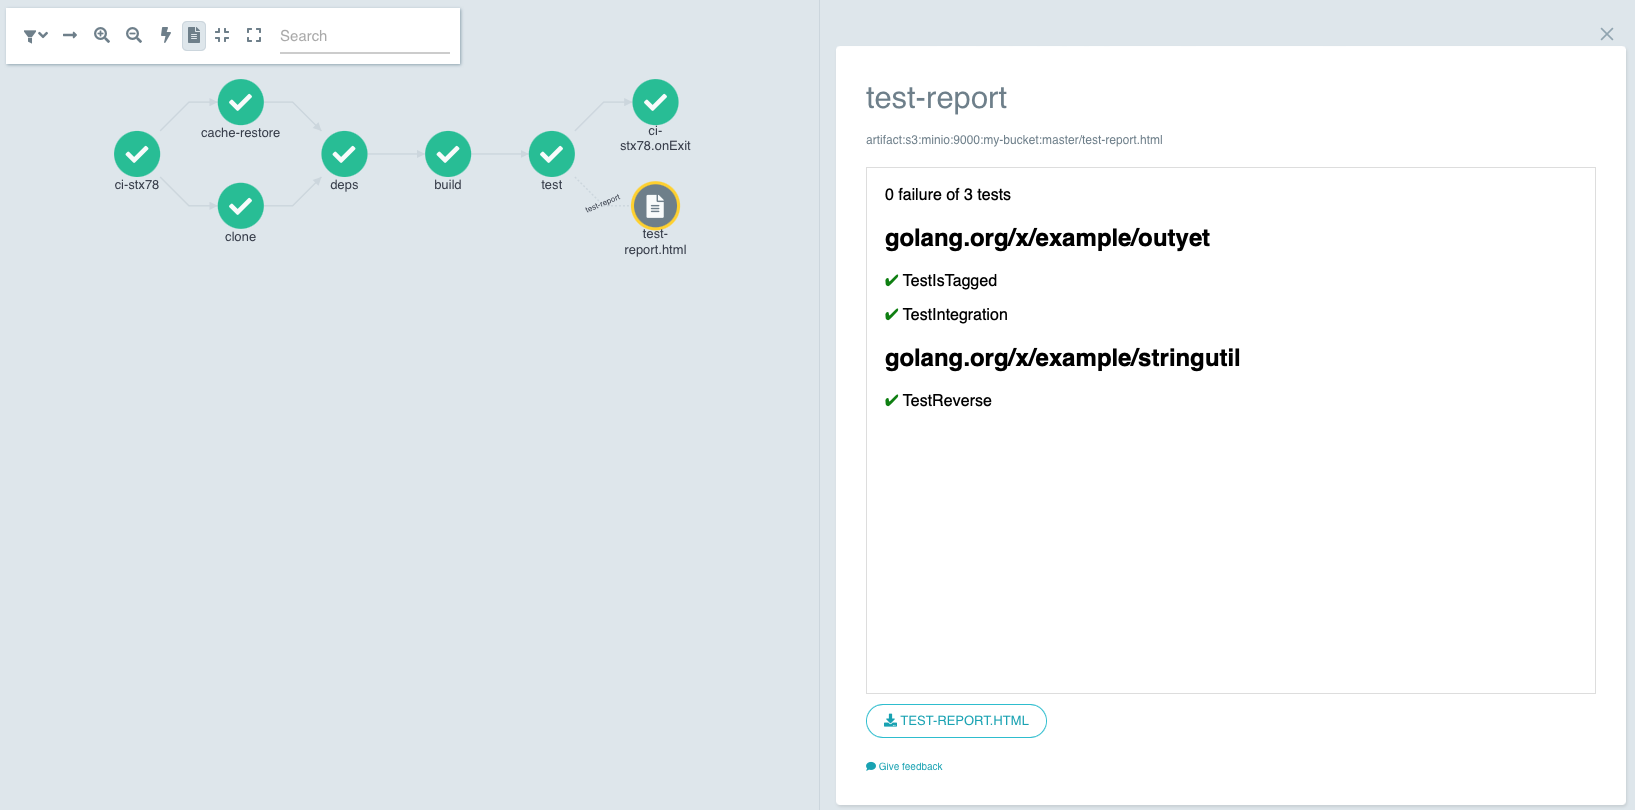 Search
cache-restore
ci-stx78
clone
deps
build
test
ci-
stx78.onExit
test-report
test-
report.html
test-report
artifact:s3:minio:9000:my-bucket:master/test-report.html
0 failure of 3 tests
golang.org/x/example/outyet
✔ TestIsTagged
✔ TestIntegration
golang.org/x/example/stringutil
✔ TestReverse
TEST-REPORT.HTML
Give feedback